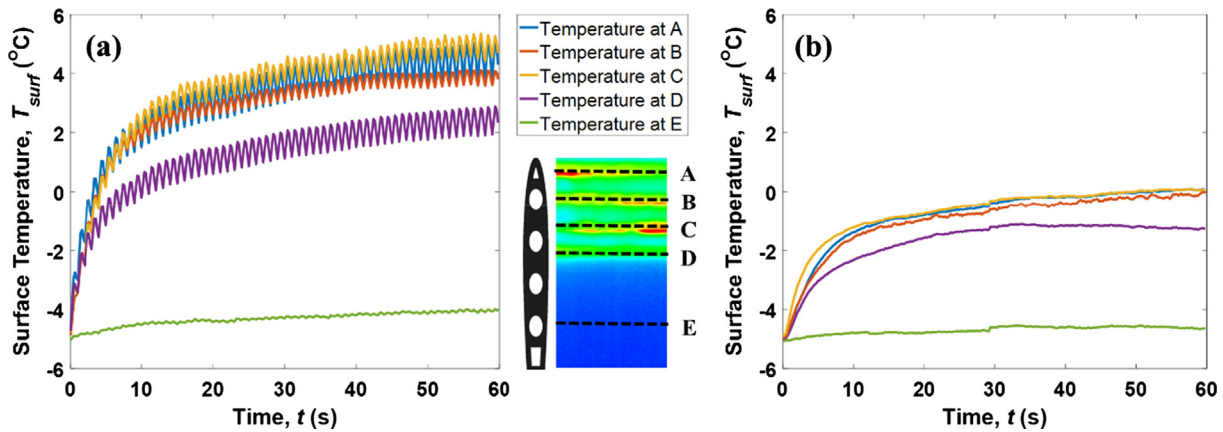 (a)
Surface Temperature, T_surf (°C)
6
4
2
0
-2
-4
-6
0 10 20 30 40 50 60
Time, t (s)
Temperature at A
Temperature at B
Temperature at C
Temperature at D
Temperature at E
A
B
C
D
E
(b)
Surface Temperature, T_surf (°C)
6
4
2
0
-2
-4
-6
0 10 20 30 40 50 60
Time, t (s)